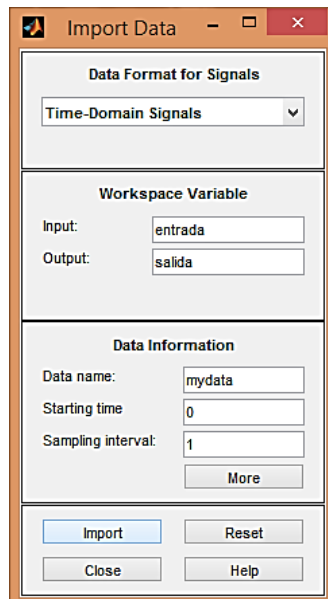 Import Data
Data Format for Signals
Time-Domain Signals
Workspace Variable
Input: entrada
Output: salida
Data Information
Data name: mydata
Starting time 0
Sampling interval: 1
More
Import Reset
Close Help